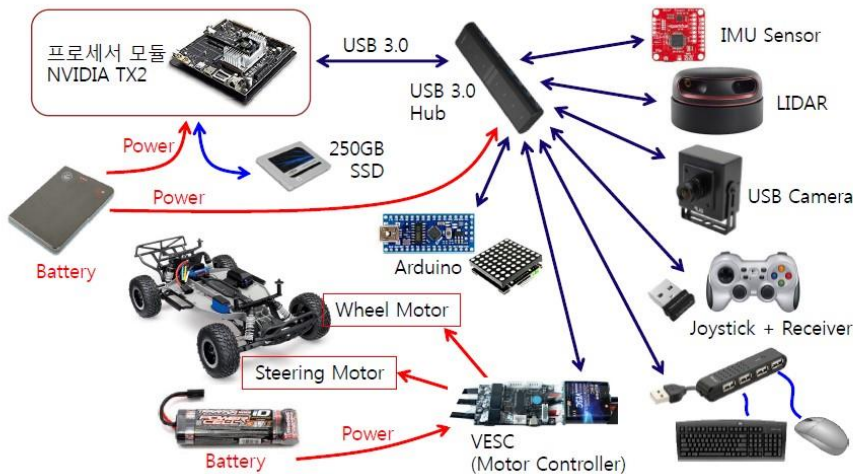 프로세서 모듈
NVIDIA TX2
USB 3.0
USB 3.0
Hub
IMU Sensor
LIDAR
USB Camera
Joystick + Receiver
Power
250GB
SSD
Power
Battery
Arduino
Wheel Motor
Steering Motor
Power
Battery
VESC
(Motor Controller)